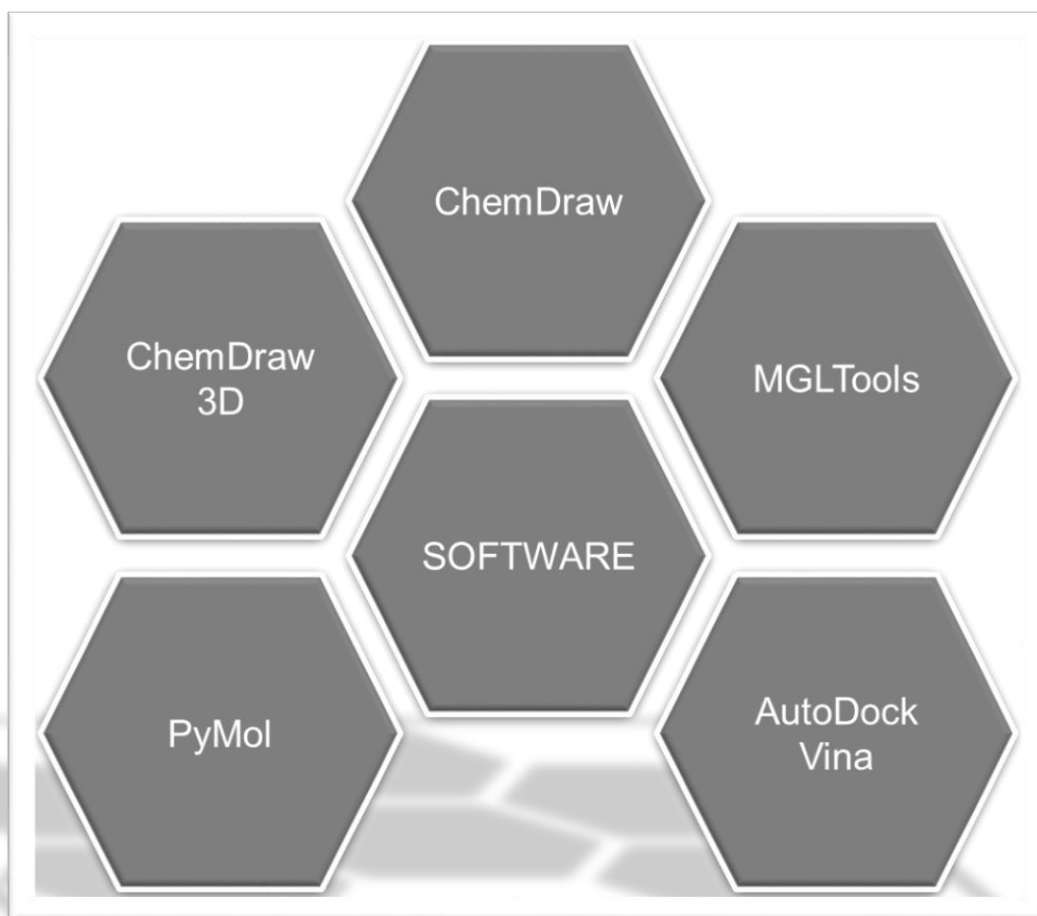 ChemDraw
ChemDraw
3D
MGLTools
SOFTWARE
PyMol
AutoDock
Vina